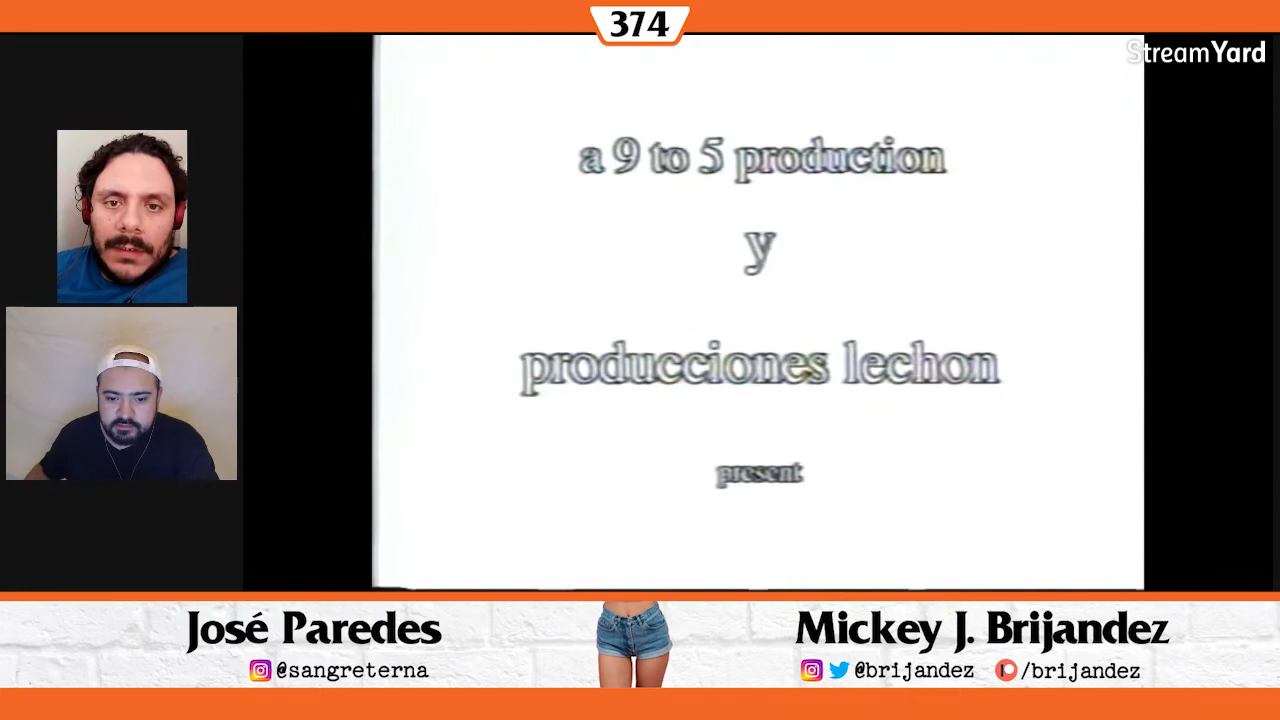 374
StreamYard
a 9 to 5 production
y
producciones lechon
present
José Paredes
@sangreterna
Mickey J. Brijandez
@brijandez
/brijandez